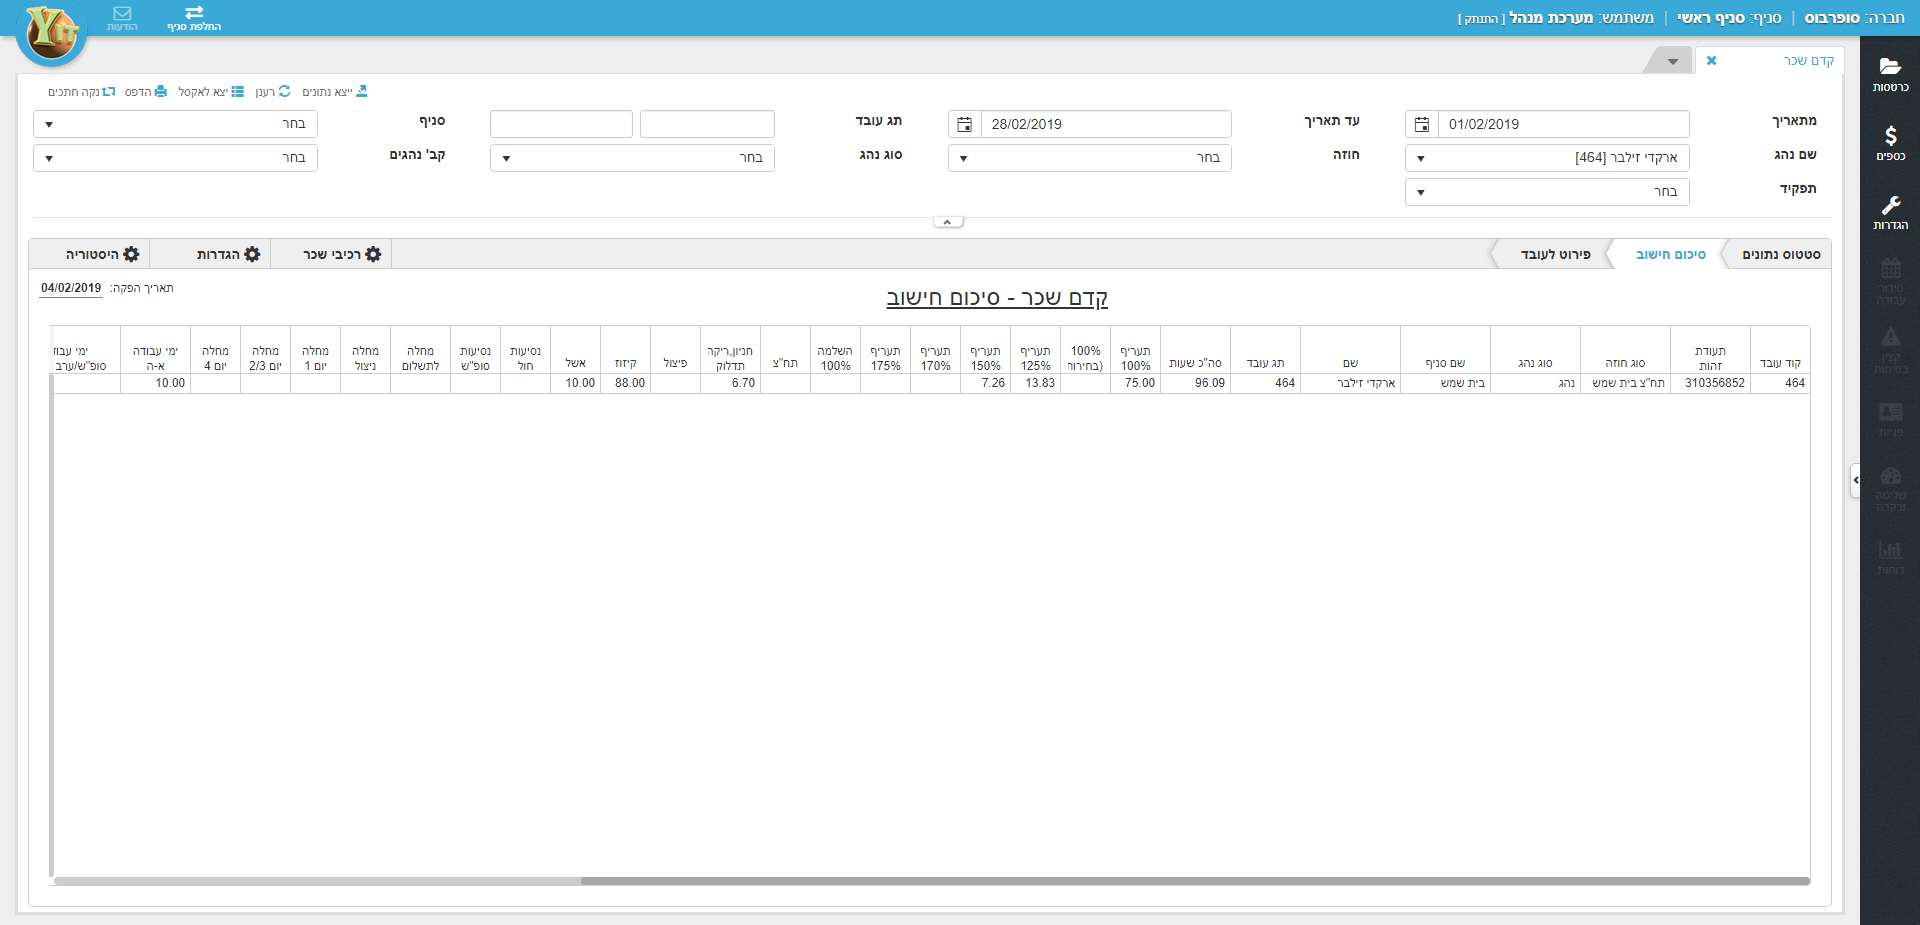 חברה: סופרבוס | סניף: סניף ראשי | משתמש: מערכת מנהל [ התנתק ]
החלפת סניף
הודעות
קדם שכר
כרטסות
כספים
הגדרות
סידור עבודה
קצין בטיחות
פניות
שליטה ובקרה
דוחות
ייצא נתונים רענן יצא לאקסל הדפס נקה חתכים
מתאריך 01/02/2019 עד תאריך 28/02/2019 תג עובד סניף בחר
שם נהג ארקדי זילבר [464] חוזה בחר סוג נהג בחר קב' נהגים בחר
תפקיד בחר
סטטוס נתונים סיכום חישוב פירוט לעובד רכיבי שכר הגדרות היסטוריה
תאריך הפקה: 04/02/2019
קדם שכר - סיכום חישוב
קוד עובד תעודת זהות סוג חוזה סוג נהג שם סניף שם תג עובד סה"כ שעות תעריף 100% 100% (בחירות תעריף 125% תעריף 150% תעריף 170% תעריף 175% השלמה 100% תח"צ חניון,ריקה תדלוק פיצול קיזוז אשל נסיעות חול נסיעות סופ"ש מחלה לתשלום מחלה ניצול מחלה יום 1 מחלה יום 2/3 מחלה יום 4 ימי עבודה א-ה ימי עבוד סופ"ש/ערב
464 310356852 תח"צ בית שמש נהג בית שמש ארקדי זילבר 464 96.09 75.00 13.83 7.26 6.70 88.00 10.00 10.00